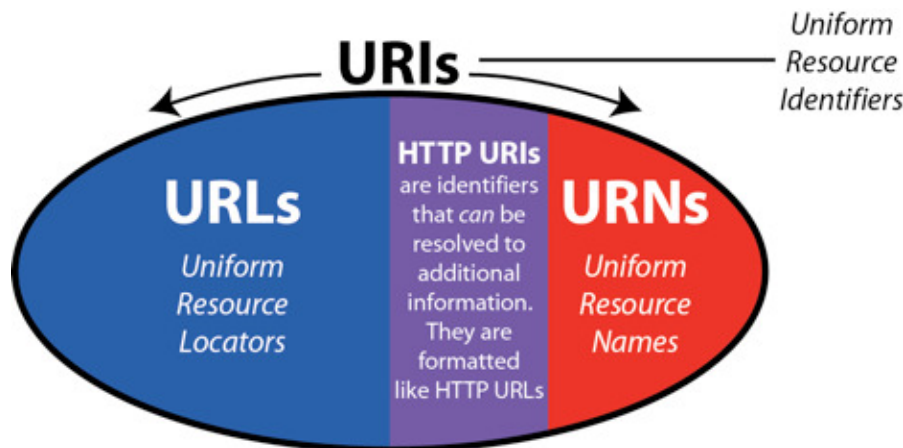 URIs
Uniform
Resource
Identifiers
URLs
Uniform
Resource
Locators
HTTP URIs
are identifiers
that can be
resolved to
additional
information.
They are
formatted
like HTTP URLs
URNs
Uniform
Resource
Names